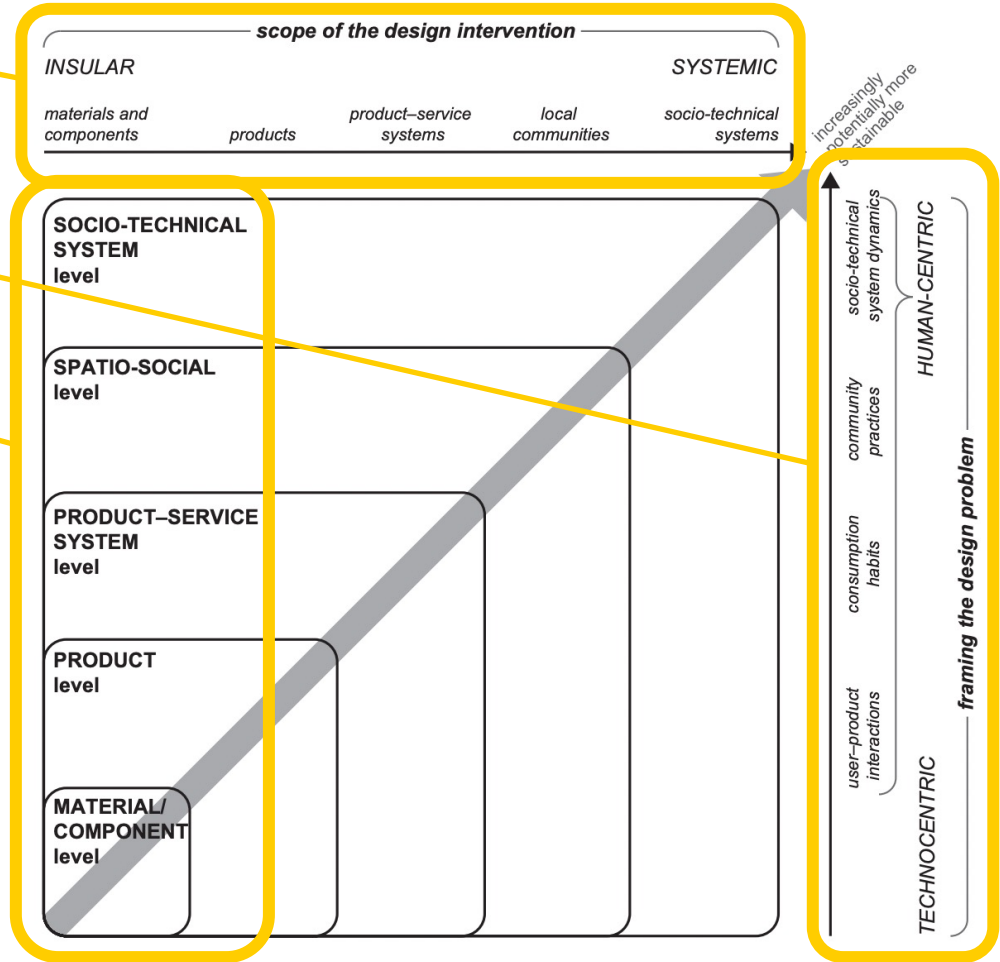 scope of the design intervention
INSULAR
SYSTEMIC
materials and
components
products
product–service
systems
local
communities
socio-technical
systems
increasingly
potentially more
sustainable
SOCIO-TECHNICAL
SYSTEM
level
SPATIO-SOCIAL
level
PRODUCT–SERVICE
SYSTEM
level
PRODUCT
level
MATERIAL/
COMPONENT
level
socio-technical
system dynamics
community
practices
consumption
habits
user–product
interactions
HUMAN-CENTRIC
TECHNOCENTRIC
framing the design problem